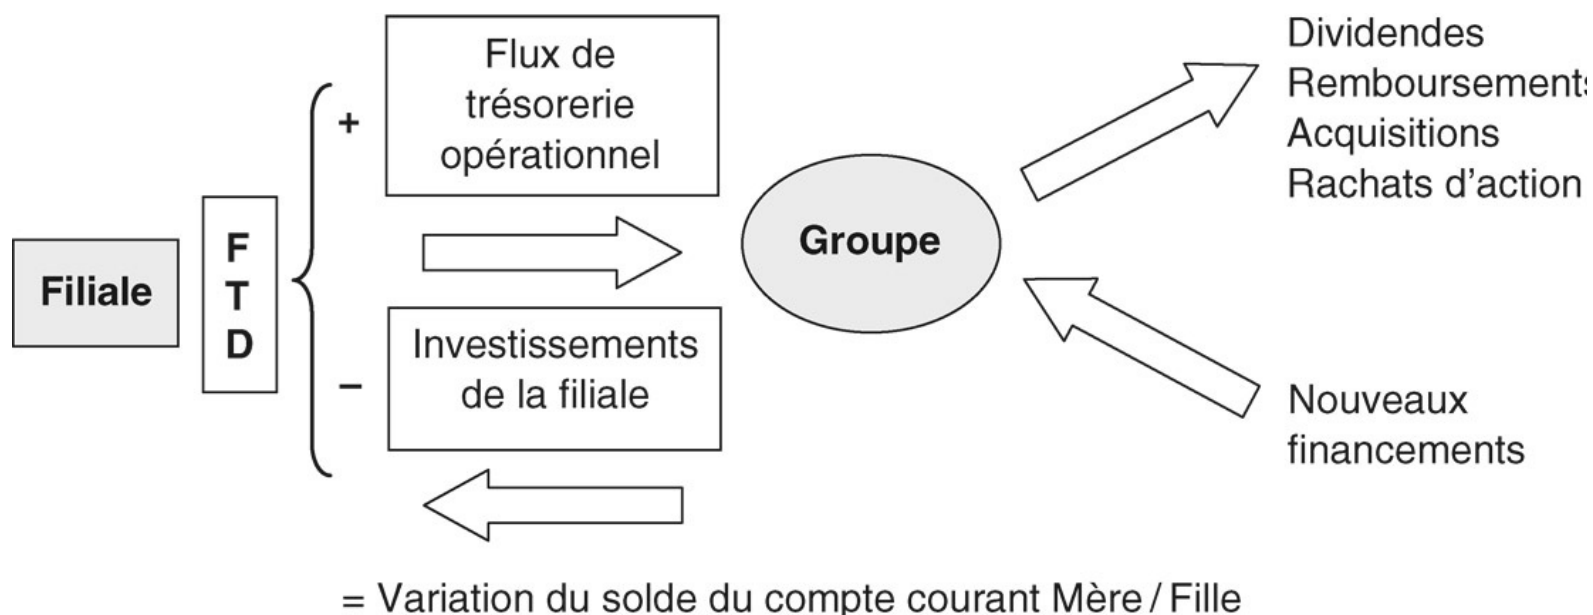 Filiale
F
T
D
+
Flux de
trésorerie
opérationnel
–
Investissements
de la filiale
Groupe
Dividendes
Remboursements
Acquisitions
Rachats d'action
Nouveaux
financements
= Variation du solde du compte courant Mère / Fille